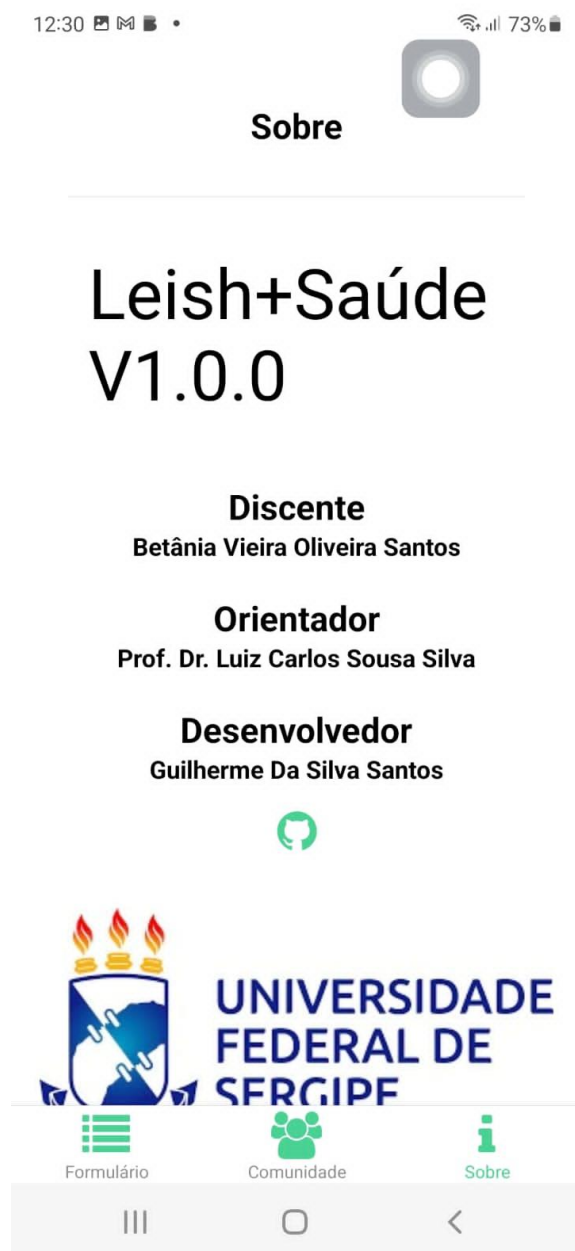 12:30
73%
Sobre
Leish+Saúde
V1.0.0
Discente
Betânia Vieira Oliveira Santos
Orientador
Prof. Dr. Luiz Carlos Sousa Silva
Desenvolvedor
Guilherme Da Silva Santos
UNIVERSIDADE
FEDERAL DE
SERGIPE
Formulário
Comunidade
Sobre